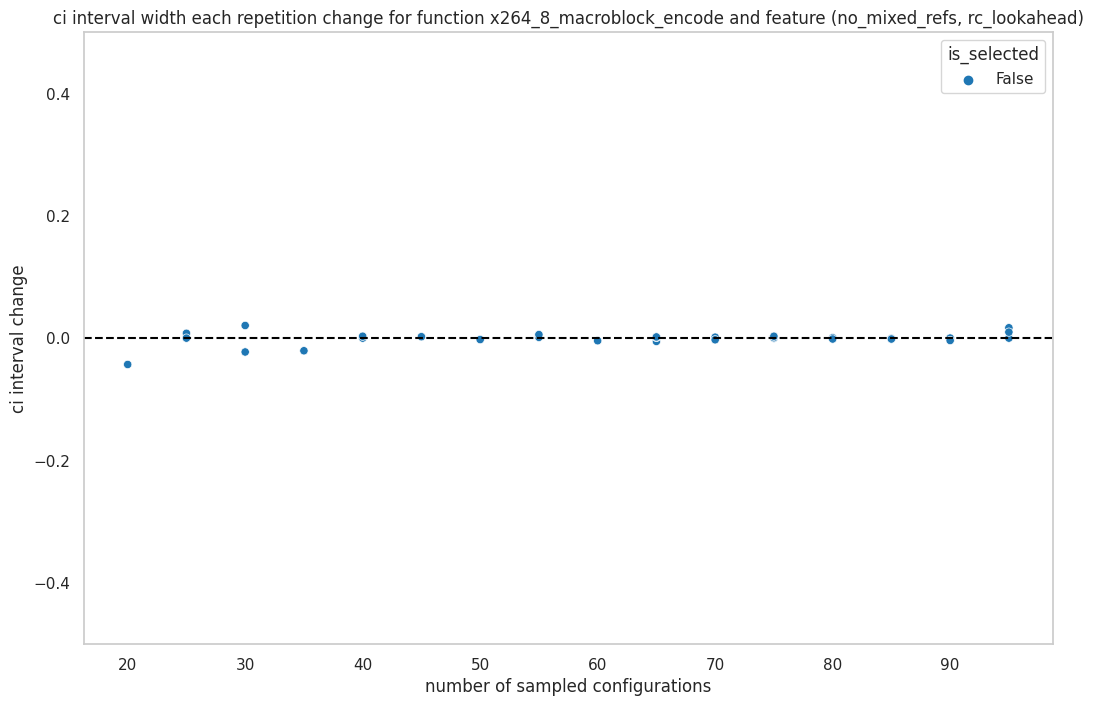 ci interval width each repetition change for function x264_8_macroblock_encode and feature (no_mixed_refs, rc_lookahead)
is_selected
False
ci interval change
0.4
0.2
0.0
−0.2
−0.4
20 30 40 50 60 70 80 90
number of sampled configurations